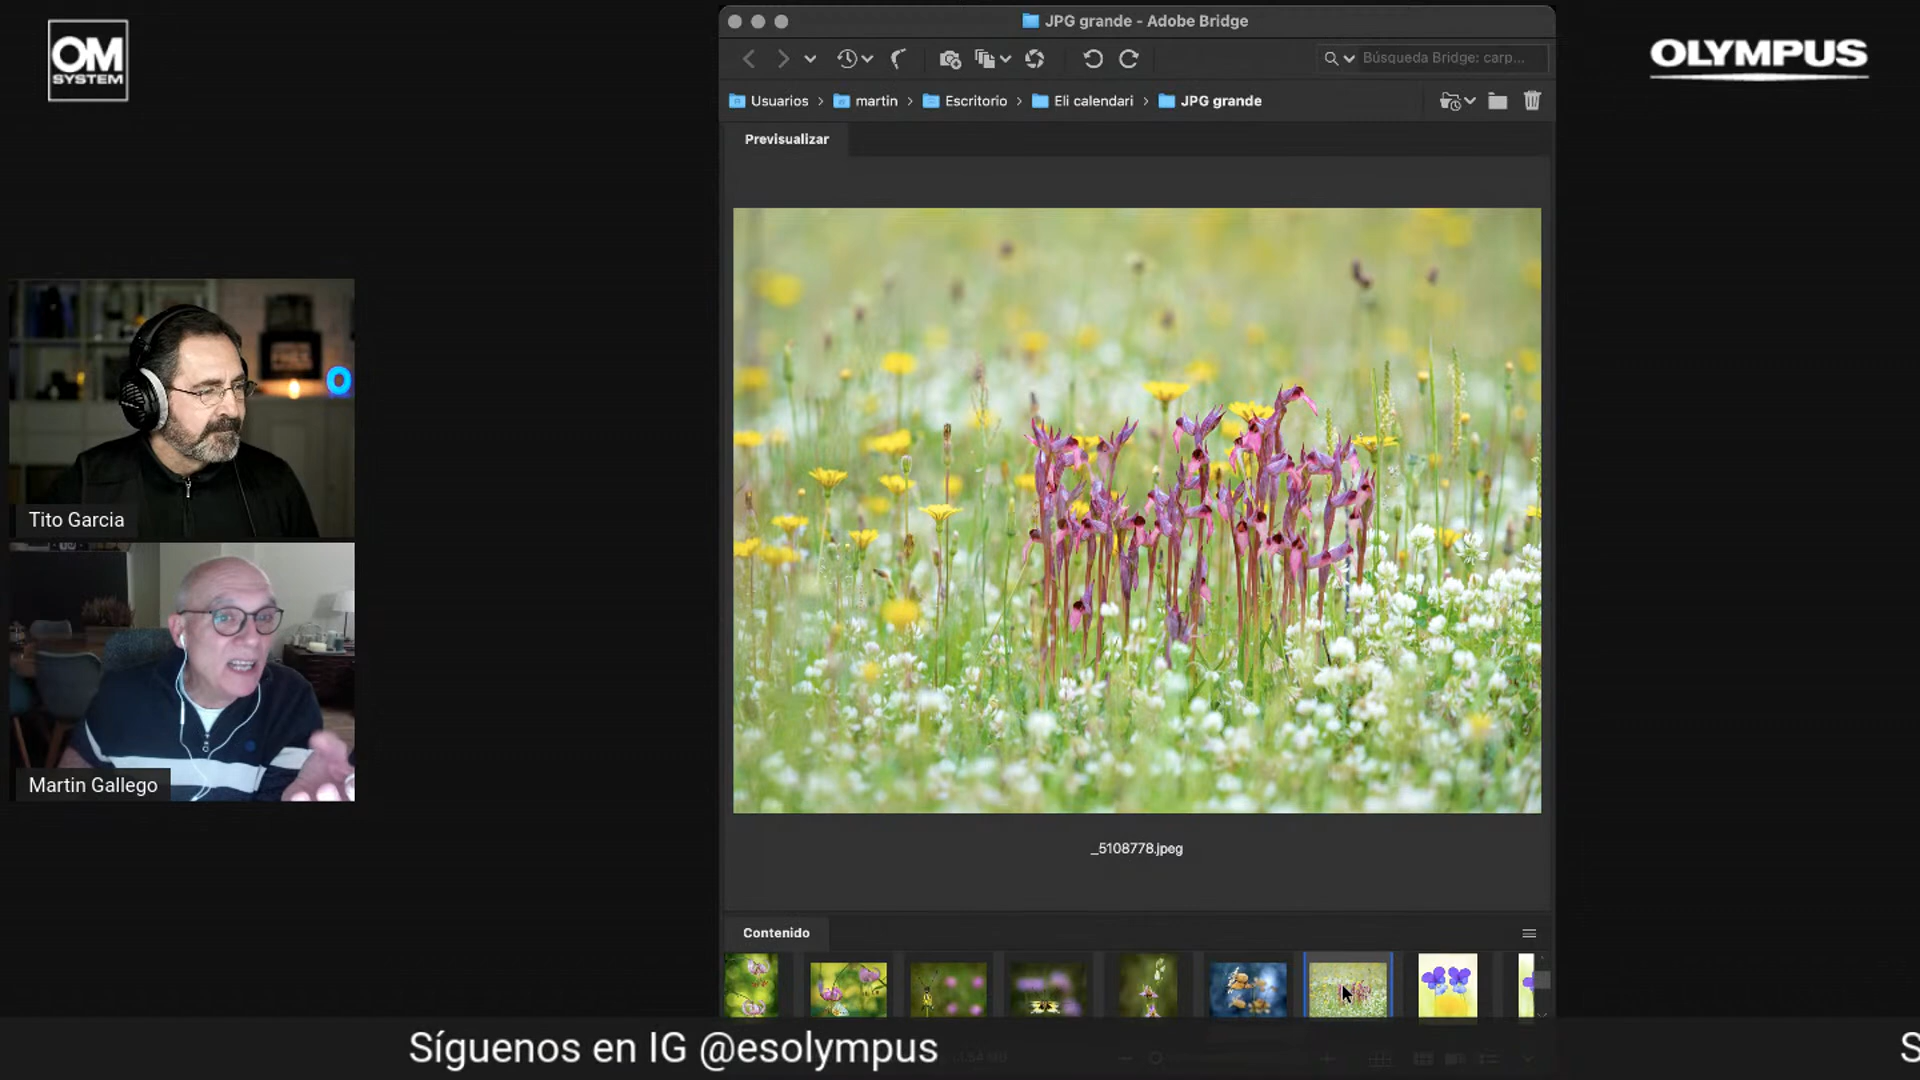 OM
SYSTEM
JPG grande - Adobe Bridge
OLYMPUS
Búsqueda Bridge: carp...
Usuarios > martin > Escritorio > Eli calendari > JPG grande
Previsualizar
Tito Garcia
Martin Gallego
_5108778.jpeg
Contenido
Síguenos en IG @esolympus
S